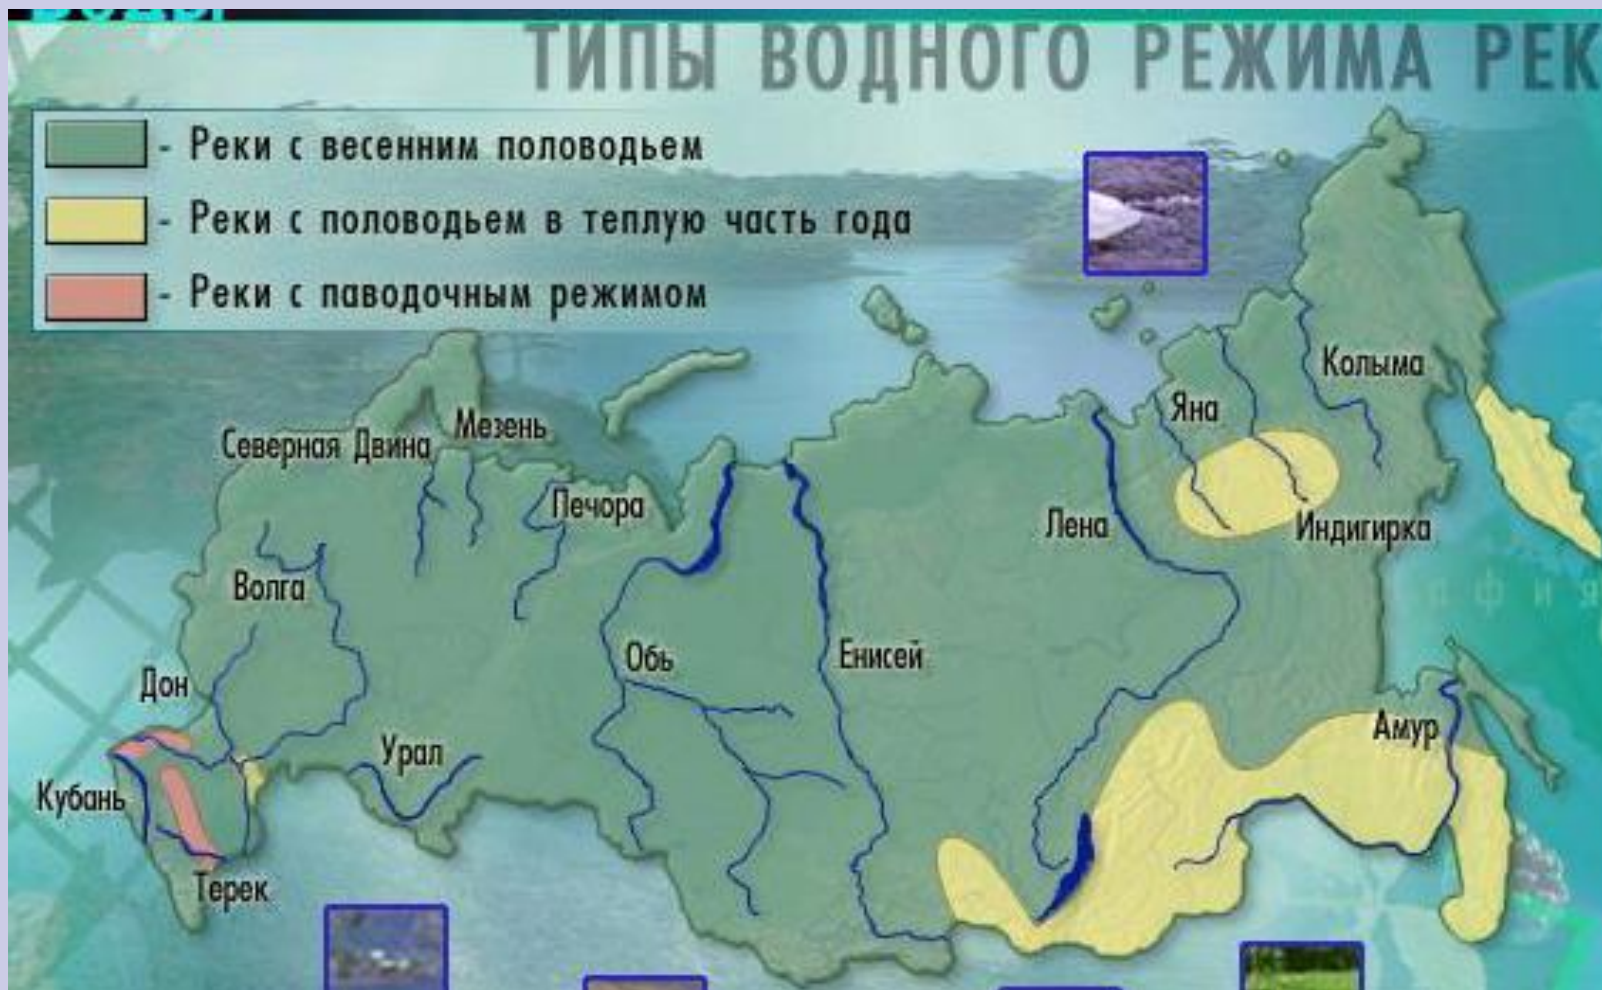 ТИПЫ ВОДНОГО РЕЖИМА РЕК
- Реки с весенним половодьем
- Реки с половодьем в теплую часть года
- Реки с паводочным режимом
Колыма
Яна
Мезень
Северная Двина
Печора
Лена
Индигирка
Волга
Обь
Енисей
Дон
Амур
Урал
Кубань
Терек